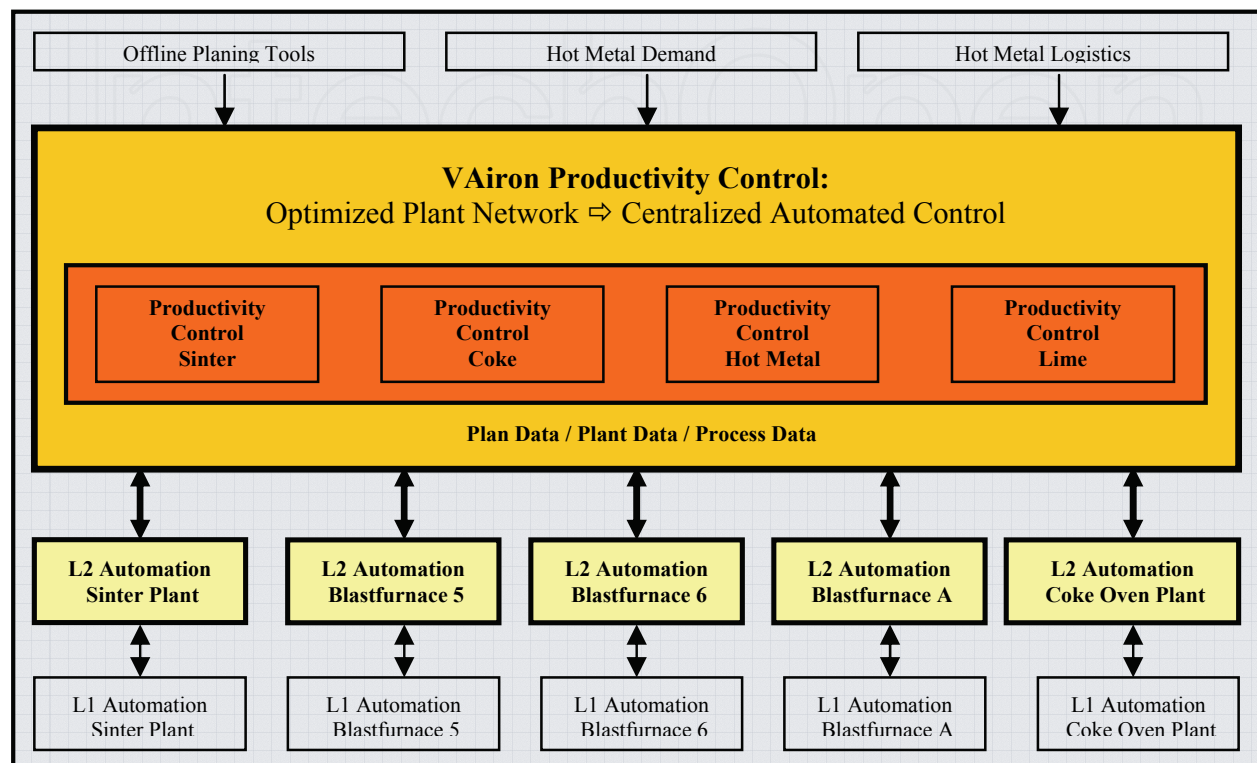 Offline Planing Tools
Hot Metal Demand
Hot Metal Logistics
VAiron Productivity Control:
Optimized Plant Network ⇨ Centralized Automated Control
Productivity
Control
Sinter
Productivity
Control
Coke
Productivity
Control
Hot Metal
Productivity
Control
Lime
Plan Data / Plant Data / Process Data
L2 Automation
Sinter Plant
L2 Automation
Blastfurnace 5
L2 Automation
Blastfurnace 6
L2 Automation
Blastfurnace A
L2 Automation
Coke Oven Plant
L1 Automation
Sinter Plant
L1 Automation
Blastfurnace 5
L1 Automation
Blastfurnace 6
L1 Automation
Blastfurnace A
L1 Automation
Coke Oven Plant